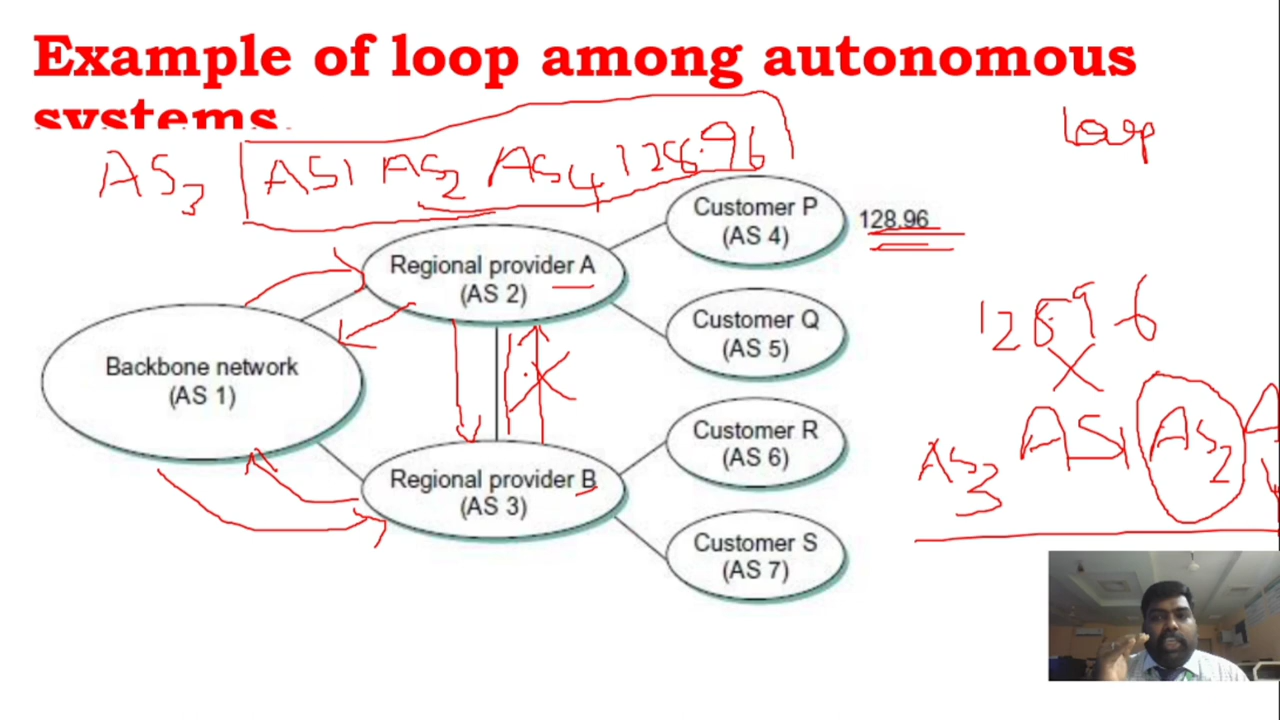 Example of loop among autonomous
systems.
loop
AS3 AS1 AS2 AS4 128.96
Customer P
(AS 4)
128.96
Regional provider A
(AS 2)
Customer Q
(AS 5)
128.96
Backbone network
(AS 1)
Customer R
(AS 6)
AS3 AS1 AS2
Regional provider B
(AS 3)
Customer S
(AS 7)